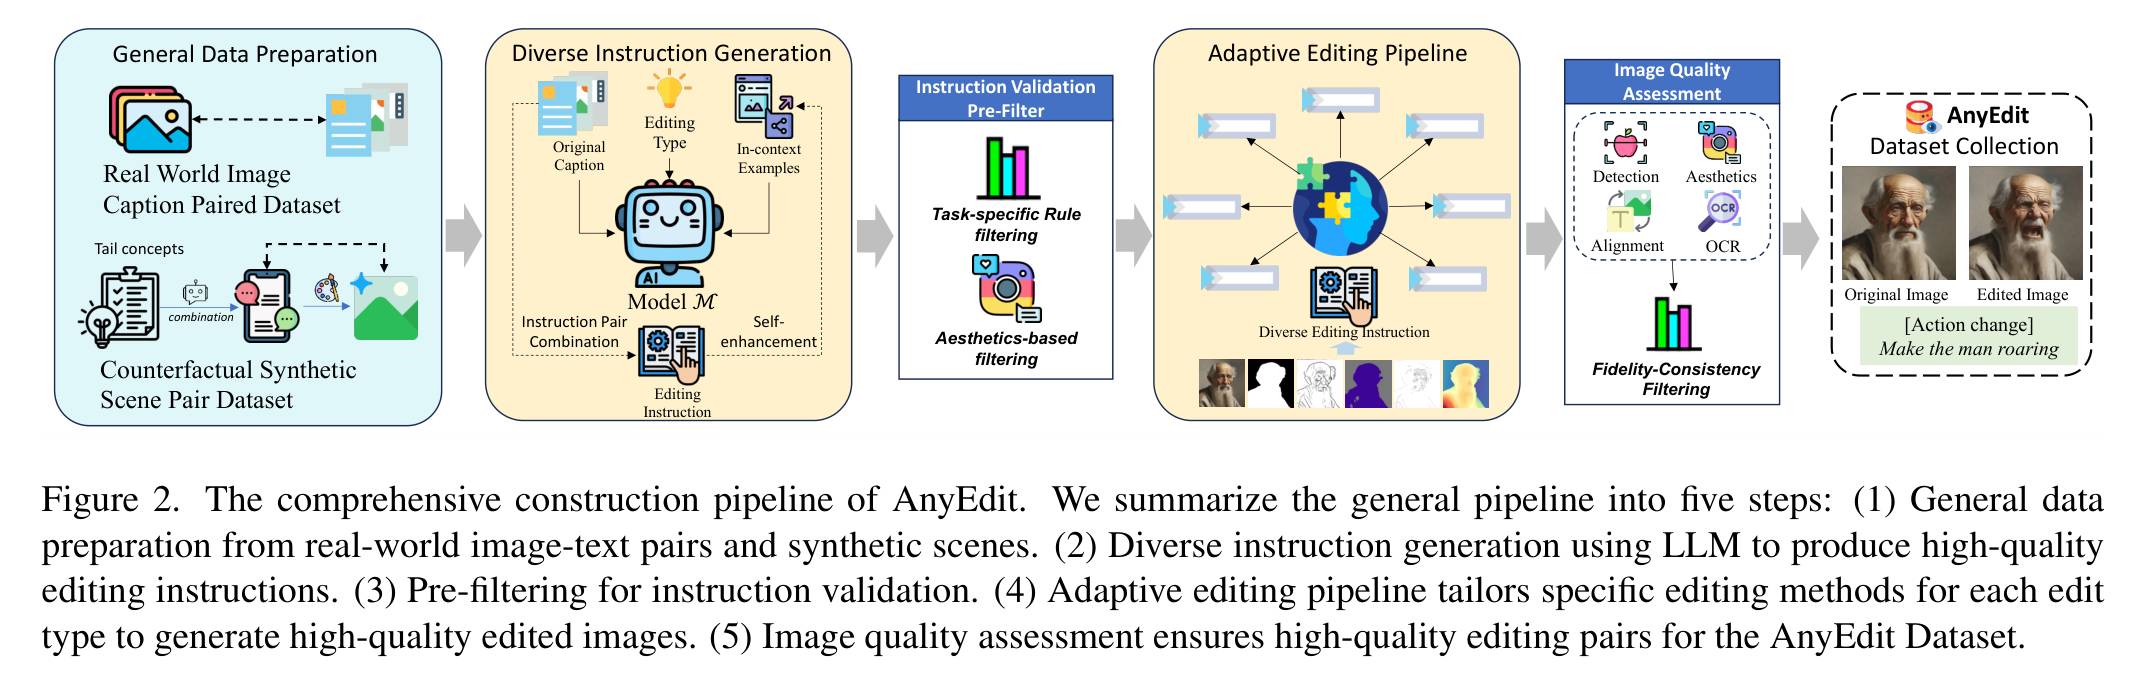 General Data Preparation
Real World Image
Caption Paired Dataset
Tail concepts
combination
Counterfactual Synthetic
Scene Pair Dataset
Diverse Instruction Generation
Original
Caption
Editing
Type
In-context
Examples
AI
Model ℳ
Instruction Pair
Combination
Self-
enhancement
Editing
Instruction
Instruction Validation
Pre-Filter
Task-specific Rule
filtering
Aesthetics-based
filtering
Adaptive Editing Pipeline
Diverse Editing Instruction
Image Quality
Assessment
Detection
Aesthetics
T
OCR
Alignment
OCR
Fidelity-Consistency
Filtering
AnyEdit
Dataset Collection
Original Image
Edited Image
[Action change]
Make the man roaring
Figure 2. The comprehensive construction pipeline of AnyEdit. We summarize the general pipeline into five steps: (1) General data
preparation from real-world image-text pairs and synthetic scenes. (2) Diverse instruction generation using LLM to produce high-quality
editing instructions. (3) Pre-filtering for instruction validation. (4) Adaptive editing pipeline tailors specific editing methods for each edit
type to generate high-quality edited images. (5) Image quality assessment ensures high-quality editing pairs for the AnyEdit Dataset.